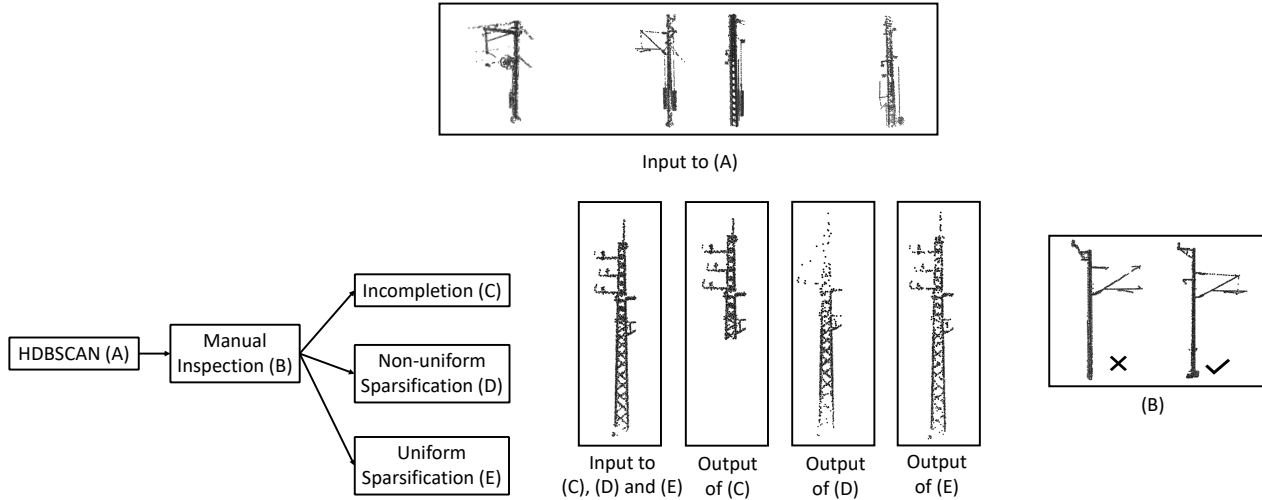 Input to (A)
HDBSCAN (A)
Manual
Inspection (B)
Incompletion (C)
Non-uniform
Sparsification (D)
Uniform
Sparsification (E)
Input to
(C), (D) and (E)
Output
of (C)
Output
of (D)
Output
of (E)
(B)